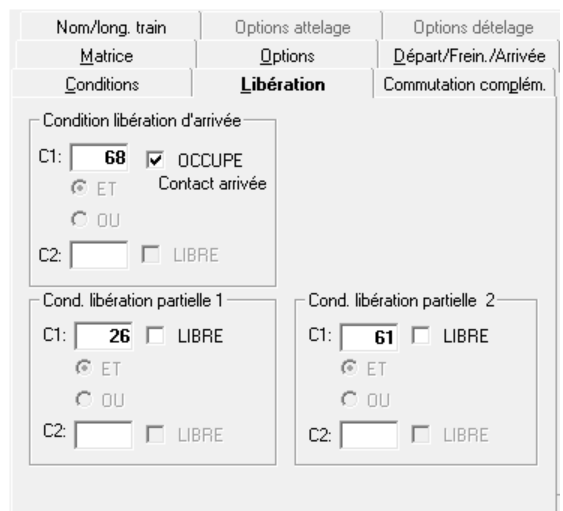 Nom/long. train Options attelage Options dételage
Matrice Options Départ/Frein./Arrivée
Conditions Libération Commutation complém.
Condition libération d'arrivée
C1: 68 OCCUPE
Contact arrivée
ET
OU
C2: LIBRE
Cond. libération partielle 1
C1: 26 LIBRE
ET
OU
C2: LIBRE
Cond. libération partielle 2
C1: 61 LIBRE
ET
OU
C2: LIBRE